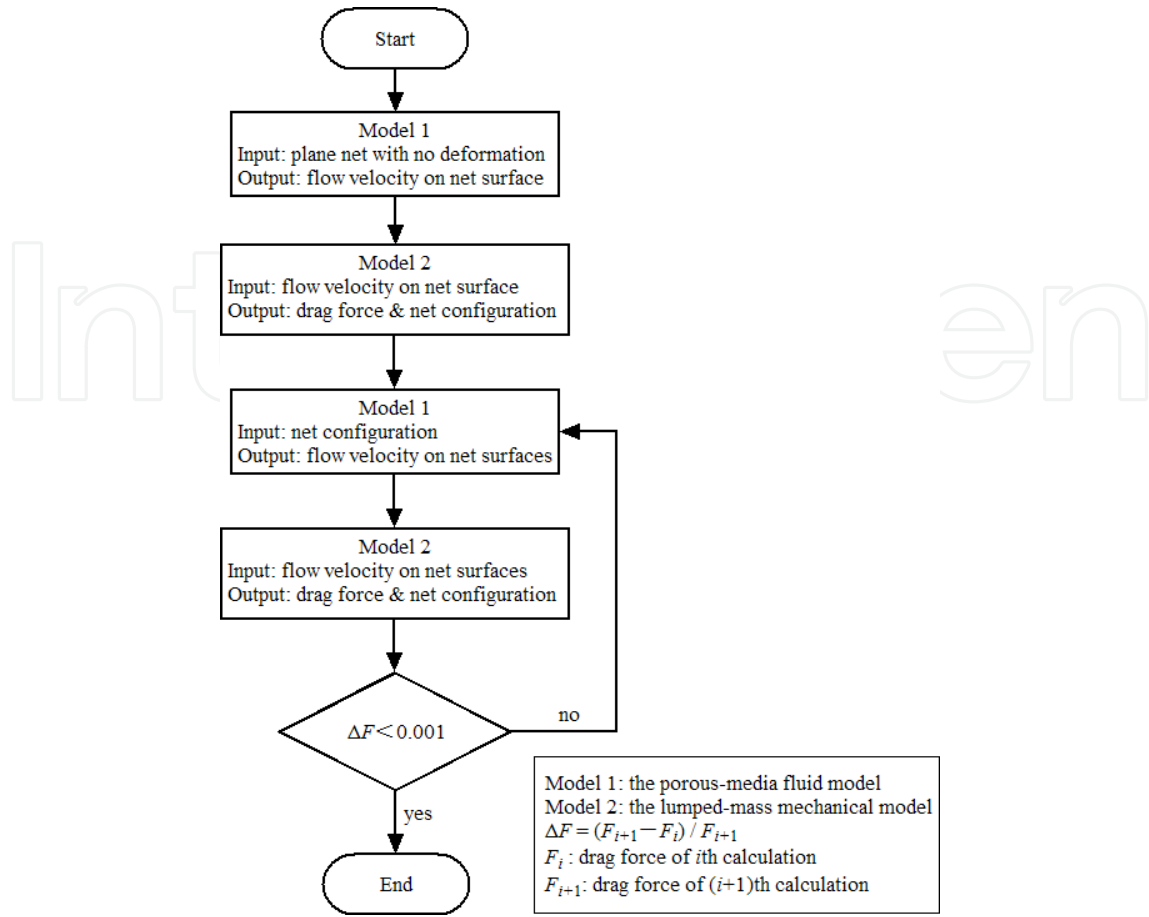 Start
Model 1
Input: plane net with no deformation
Output: flow velocity on net surface
Model 2
Input: flow velocity on net surface
Output: drag force & net configuration
Model 1
Input: net configuration
Output: flow velocity on net surfaces
Model 2
Input: flow velocity on net surfaces
Output: drag force & net configuration
ΔF<0.001
no
yes
End
Model 1: the porous-media fluid model
Model 2: the lumped-mass mechanical model
ΔF = (Fi+1−Fi) / Fi+1
Fi : drag force of ith calculation
Fi+1: drag force of (i+1)th calculation